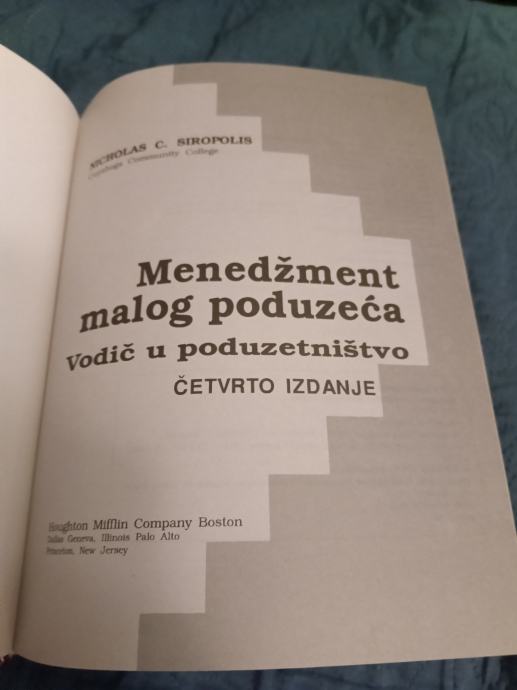 NICHOLAS C. SIROPOLIS
Cuyahoga Community College
Menedžment
malog poduzeća
Vodič u poduzetništvo
ČETVRTO IZDANJE
Houghton Mifflin Company Boston
Dallas Geneva, Illinois Palo Alto
Princeton, New Jersey